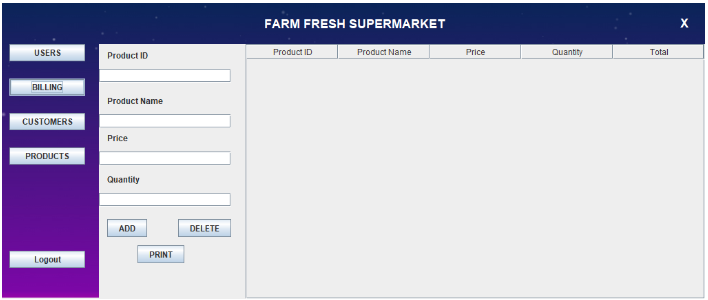 FARM FRESH SUPERMARKET X
USERS
BILLING
CUSTOMERS
PRODUCTS
Logout
Product ID
Product Name
Price
Quantity
ADD DELETE
PRINT
Product ID Product Name Price Quantity Total